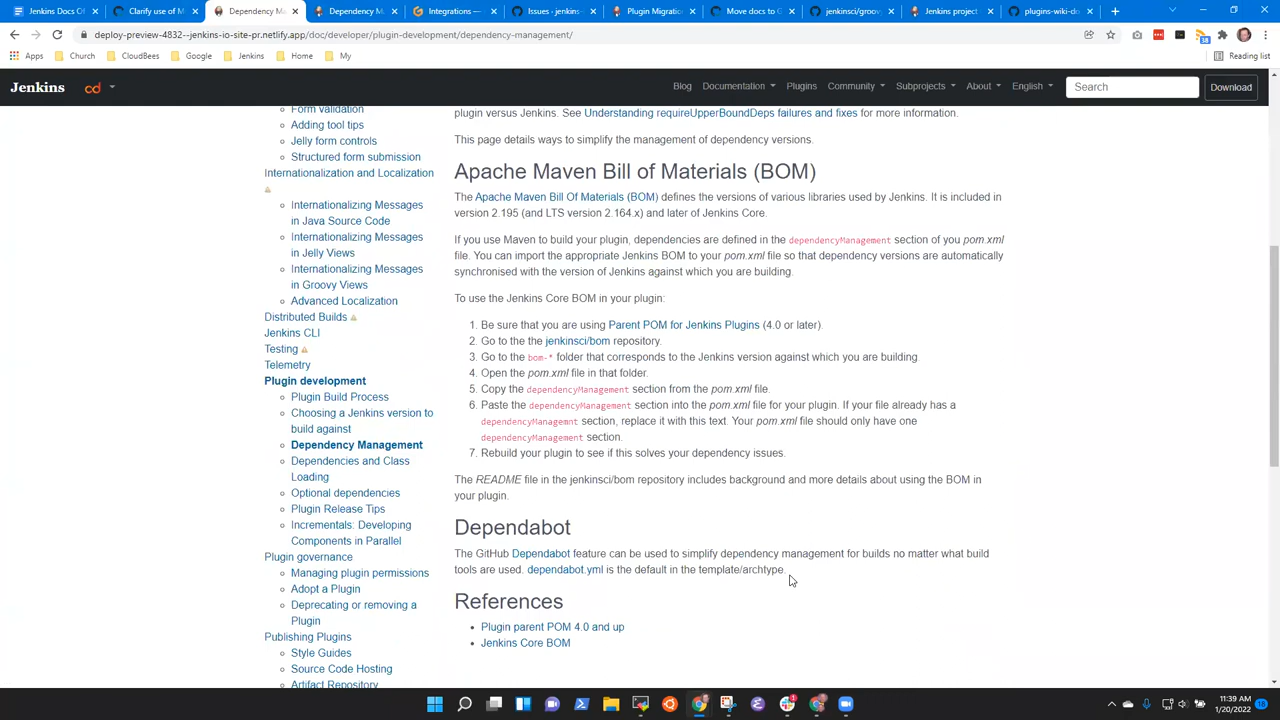 Jenkins Docs Of
Clarify use of M
Dependency M
Dependency M
Integrations —
Issues · jenkins-
Plugin Migratio
Move docs to G
jenkinsci/groov
Jenkins project
plugins-wiki-do
deploy-preview-4832--jenkins-io-site-pr.netlify.app/doc/developer/plugin-development/dependency-management/
Apps
Church
CloudBees
Google
Jenkins
Home
My
Reading list
Jenkins
cd
Blog
Documentation
Plugins
Community
Subprojects
About
English
Search
Download
Form validation
Adding tool tips
Jelly form controls
Structured form submission
Internationalization and Localization
Internationalizing Messages
in Java Source Code
Internationalizing Messages
in Jelly Views
Internationalizing Messages
in Groovy Views
Advanced Localization
Distributed Builds
Jenkins CLI
Testing
Telemetry
Plugin development
Plugin Build Process
Choosing a Jenkins version to
build against
Dependency Management
Dependencies and Class
Loading
Optional dependencies
Plugin Release Tips
Incrementals: Developing
Components in Parallel
Plugin governance
Managing plugin permissions
Adopt a Plugin
Deprecating or removing a
Plugin
Publishing Plugins
Style Guides
Source Code Hosting
Artifact Repository
plugin versus Jenkins. See Understanding requireUpperBoundDeps failures and fixes for more information.
This page details ways to simplify the management of dependency versions.
Apache Maven Bill of Materials (BOM)
The Apache Maven Bill Of Materials (BOM) defines the versions of various libraries used by Jenkins. It is included in
version 2.195 (and LTS version 2.164.x) and later of Jenkins Core.
If you use Maven to build your plugin, dependencies are defined in the dependencyManagement section of you pom.xml
file. You can import the appropriate Jenkins BOM to your pom.xml file so that dependency versions are automatically
synchronised with the version of Jenkins against which you are building.
To use the Jenkins Core BOM in your plugin:
1. Be sure that you are using Parent POM for Jenkins Plugins (4.0 or later).
2. Go to the the jenkinsci/bom repository.
3. Go to the bom-* folder that corresponds to the Jenkins version against which you are building.
4. Open the pom.xml file in that folder.
5. Copy the dependencyManagement section from the pom.xml file.
6. Paste the dependencyManagement section into the pom.xml file for your plugin. If your file already has a
dependencyManagemnt section, replace it with this text. Your pom.xml file should only have one
dependencyManagement section.
7. Rebuild your plugin to see if this solves your dependency issues.
The README file in the jenkinsci/bom repository includes background and more details about using the BOM in
your plugin.
Dependabot
The GitHub Dependabot feature can be used to simplify dependency management for builds no matter what build
tools are used. dependabot.yml is the default in the template/archtype.
References
Plugin parent POM 4.0 and up
Jenkins Core BOM
11:39 AM
1/20/2022